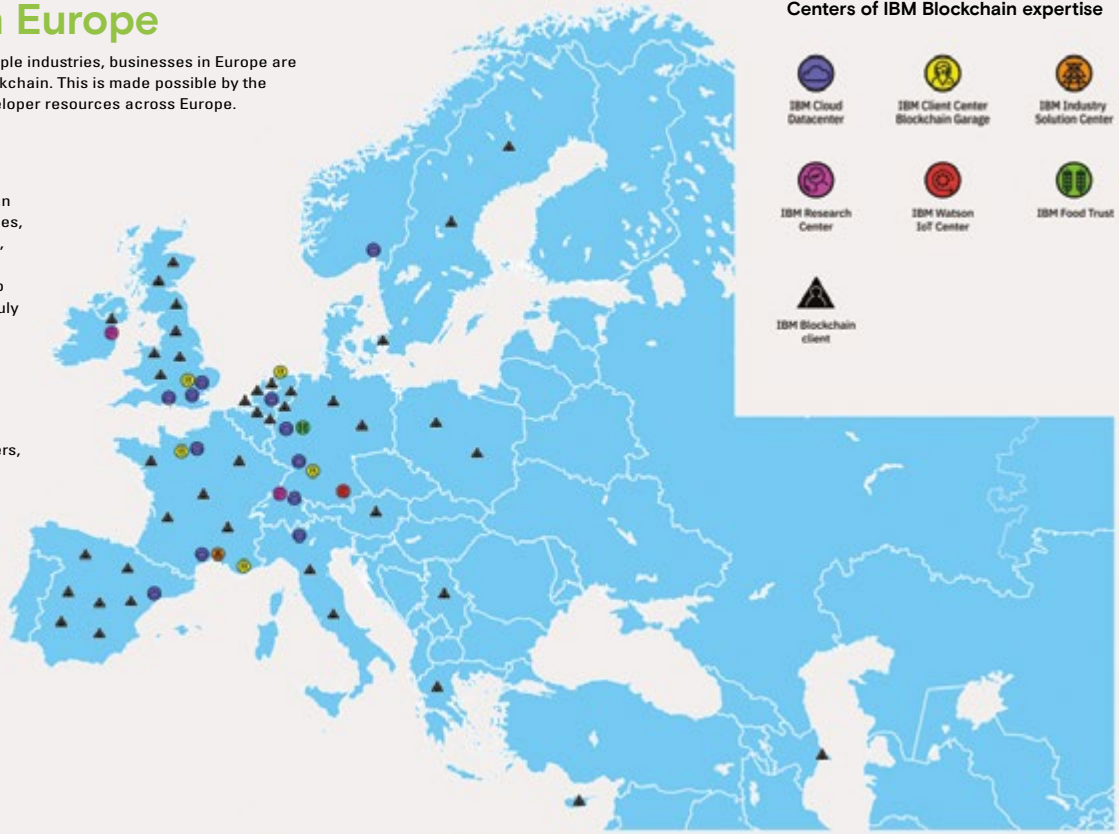 n Europe
ple industries, businesses in Europe are
kchain. This is made possible by the
eloper resources across Europe.
n
es,
,
o
uly
ers,
Centers of IBM Blockchain expertise
IBM Cloud
Datacenter
IBM Client Center
Blockchain Garage
IBM Industry
Solution Center
IBM Research
Center
IBM Watson
IoT Center
IBM Food Trust
IBM Blockchain
client